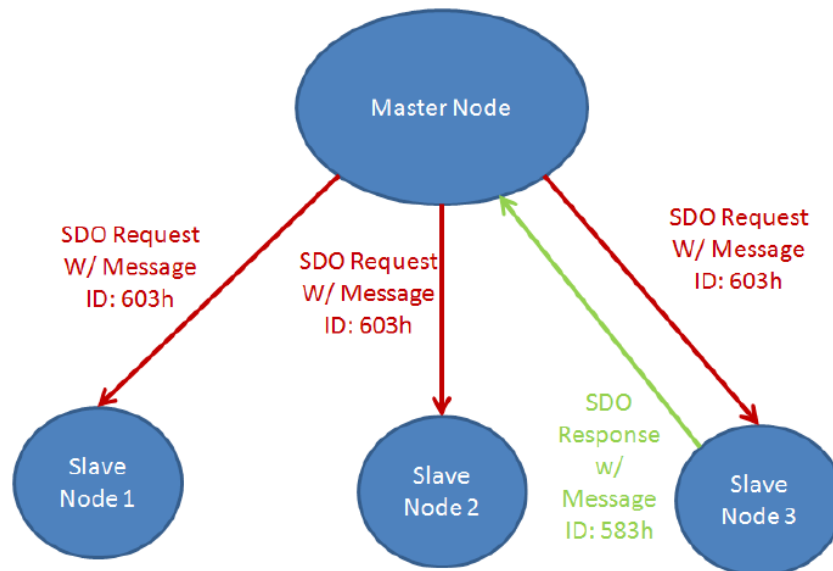 Master Node
SDO Request
W/ Message
ID: 603h
SDO Request
W/ Message
ID: 603h
SDO Request
W/ Message
ID: 603h
SDO
Response
w/
Message
ID: 583h
Slave
Node 1
Slave
Node 2
Slave
Node 3